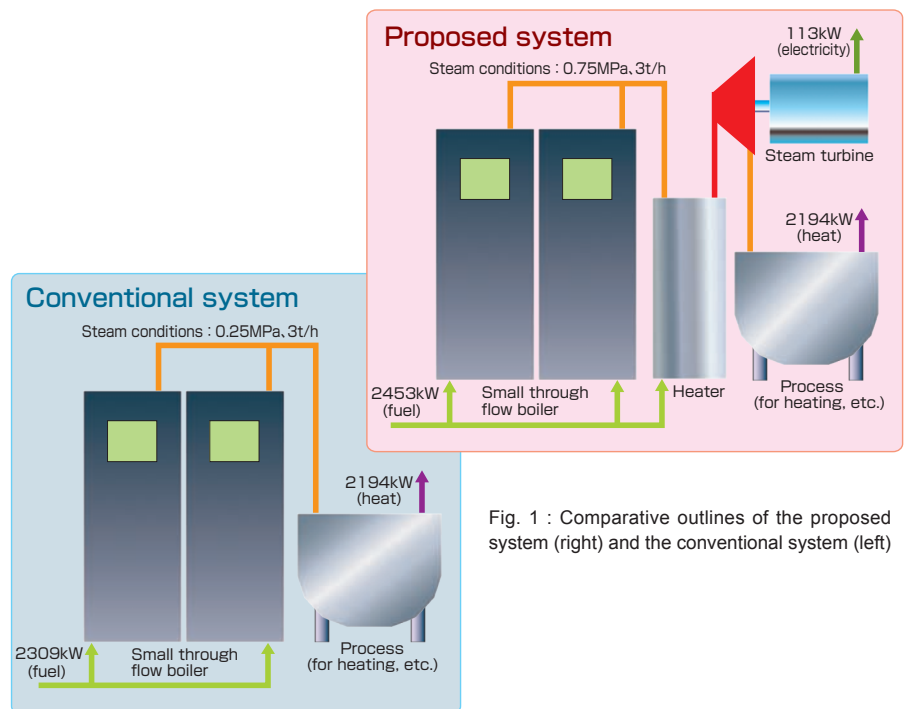 Proposed system
Steam conditions : 0.75MPa、3t/h
113kW
(electricity)
Steam turbine
2194kW
(heat)
2453kW
(fuel)
Small through
flow boiler
Heater
Process
(for heating, etc.)
Conventional system
Steam conditions : 0.25MPa、3t/h
2194kW
(heat)
2309kW
(fuel)
Small through
flow boiler
Process
(for heating, etc.)
Fig. 1 : Comparative outlines of the proposed
system (right) and the conventional system (left)